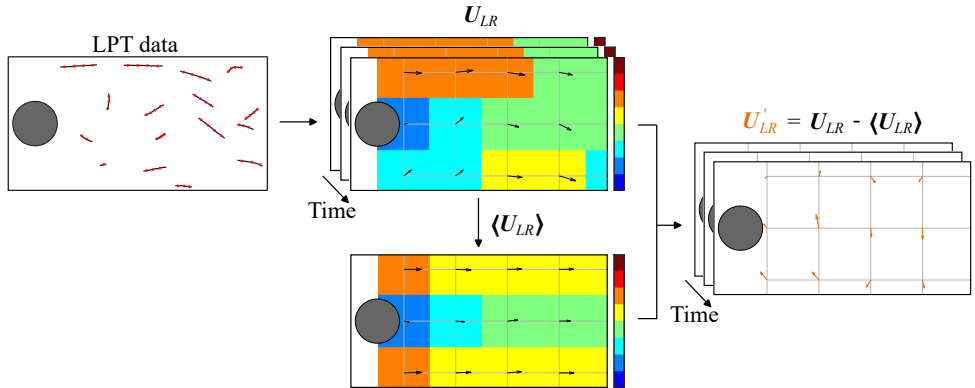 U_LR
LPT data
U'_LR = U_LR - ⟨U_LR⟩
Time
⟨U_LR⟩
Time